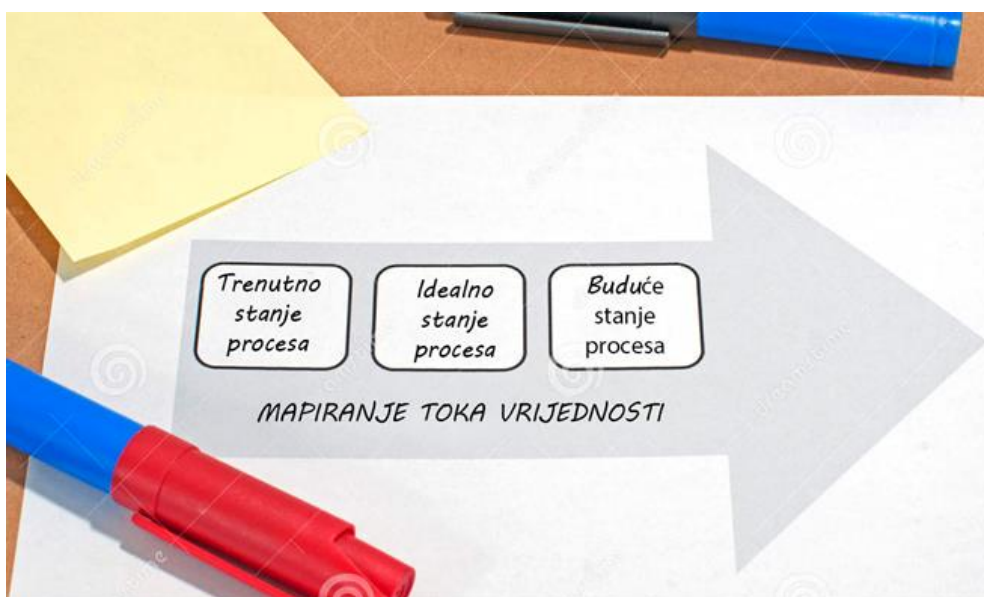 Trenutno
stanje
procesa
Idealno
stanje
procesa
Buduće
stanje
procesa
MAPIRANJE TOKA VRIJEDNOSTI